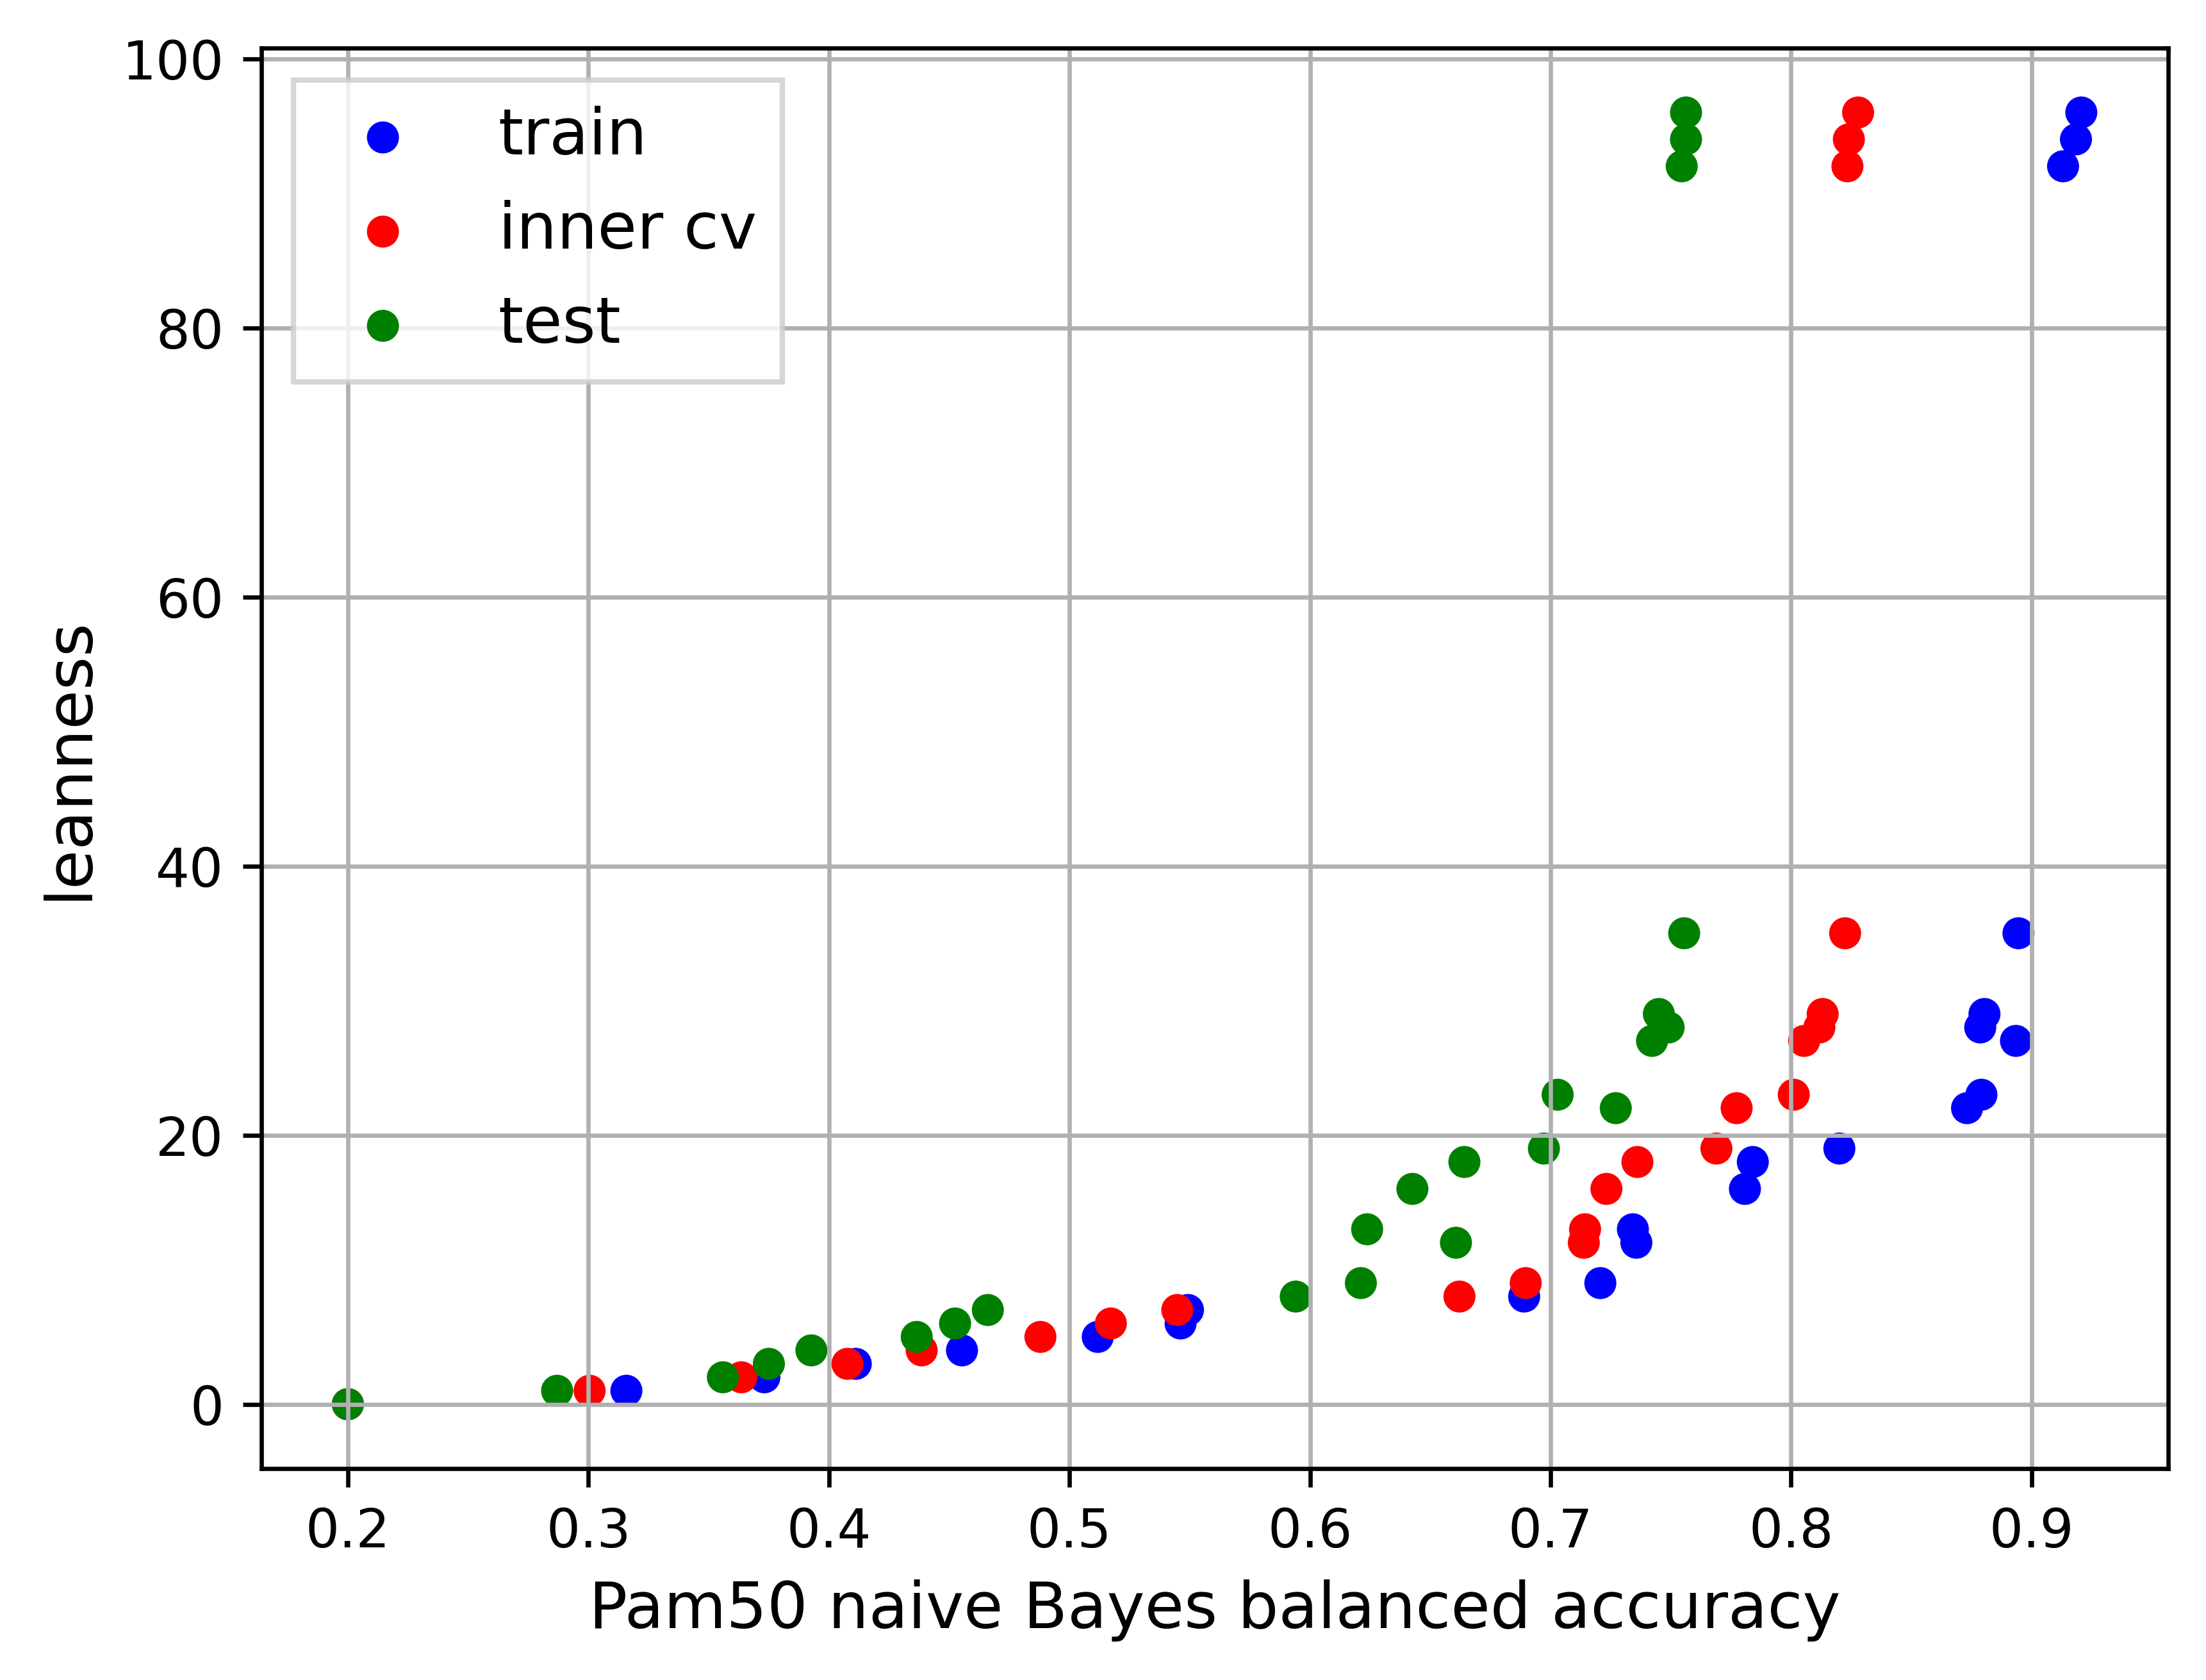 100
80
60
40
20
0
leanness
train
inner cv
test
0.2 0.3 0.4 0.5 0.6 0.7 0.8 0.9
Pam50 naive Bayes balanced accuracy